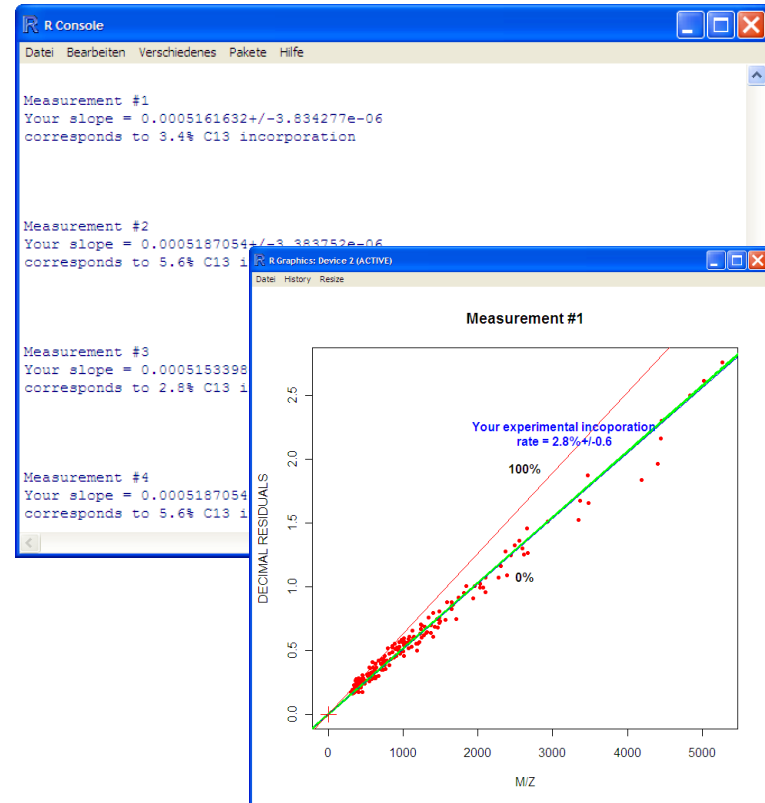 R Console
Datei Bearbeiten Verschiedenes Pakete Hilfe
Measurement #1
Your slope = 0.0005161632+/-3.834277e-06
corresponds to 3.4% C13 incorporation
Measurement #2
Your slope = 0.0005187054+/-3.383752e-06
corresponds to 5.6% C13 i
Measurement #3
Your slope = 0.0005153398
corresponds to 2.8% C13 i
Measurement #4
Your slope = 0.0005187054
corresponds to 5.6% C13 i
R Graphics: Device 2 (ACTIVE)
Datei History Resize
Measurement #1
Your experimental incoporation
rate = 2.8%+/-0.6
100%
0%
DECIMAL RESIDUALS
2.5
2.0
1.5
1.0
0.5
0.0
0 1000 2000 3000 4000 5000
M/Z